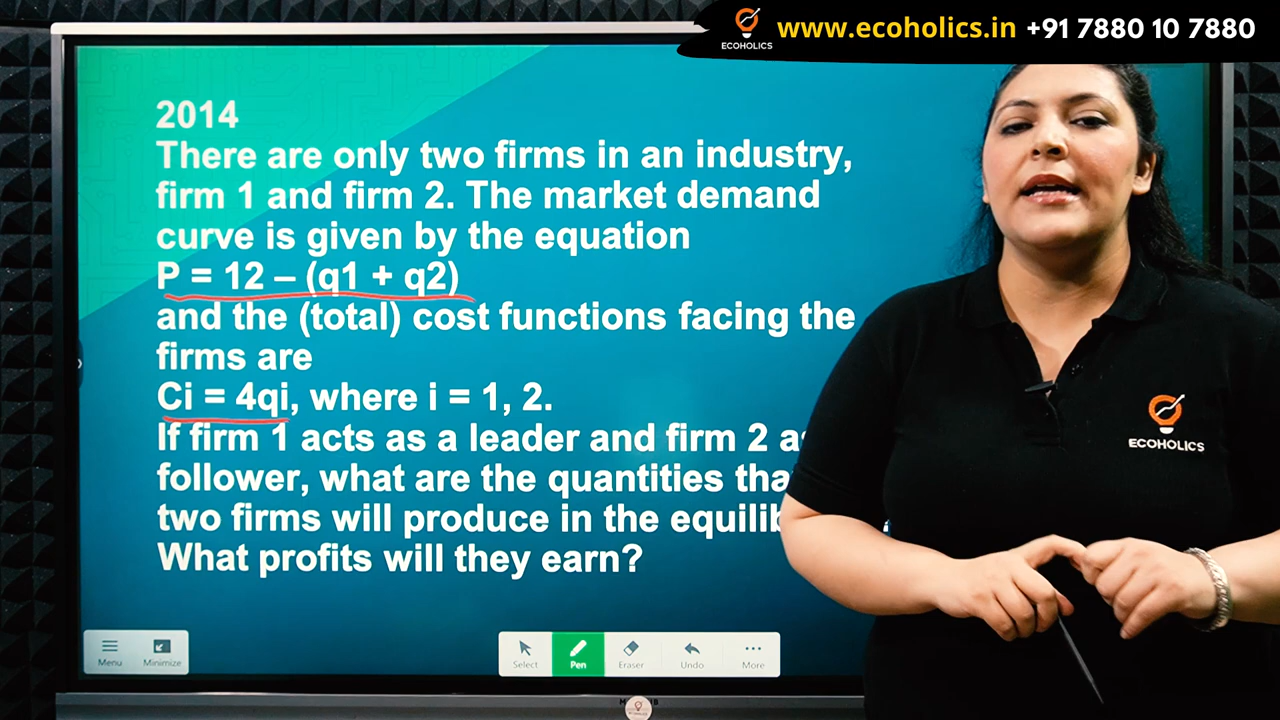 ECOHOLICS
www.ecoholics.in +91 7880 10 7880
2014
There are only two firms in an industry,
firm 1 and firm 2. The market demand
curve is given by the equation
P = 12 – (q1 + q2)
and the (total) cost functions facing the
firms are
Ci = 4qi, where i = 1, 2.
If firm 1 acts as a leader and firm 2
follower, what are the quantities
two firms will produce in the
What profits will they earn?
ECOHOLICS
Menu
Minimize
Select
Pen
Eraser
Undo
More